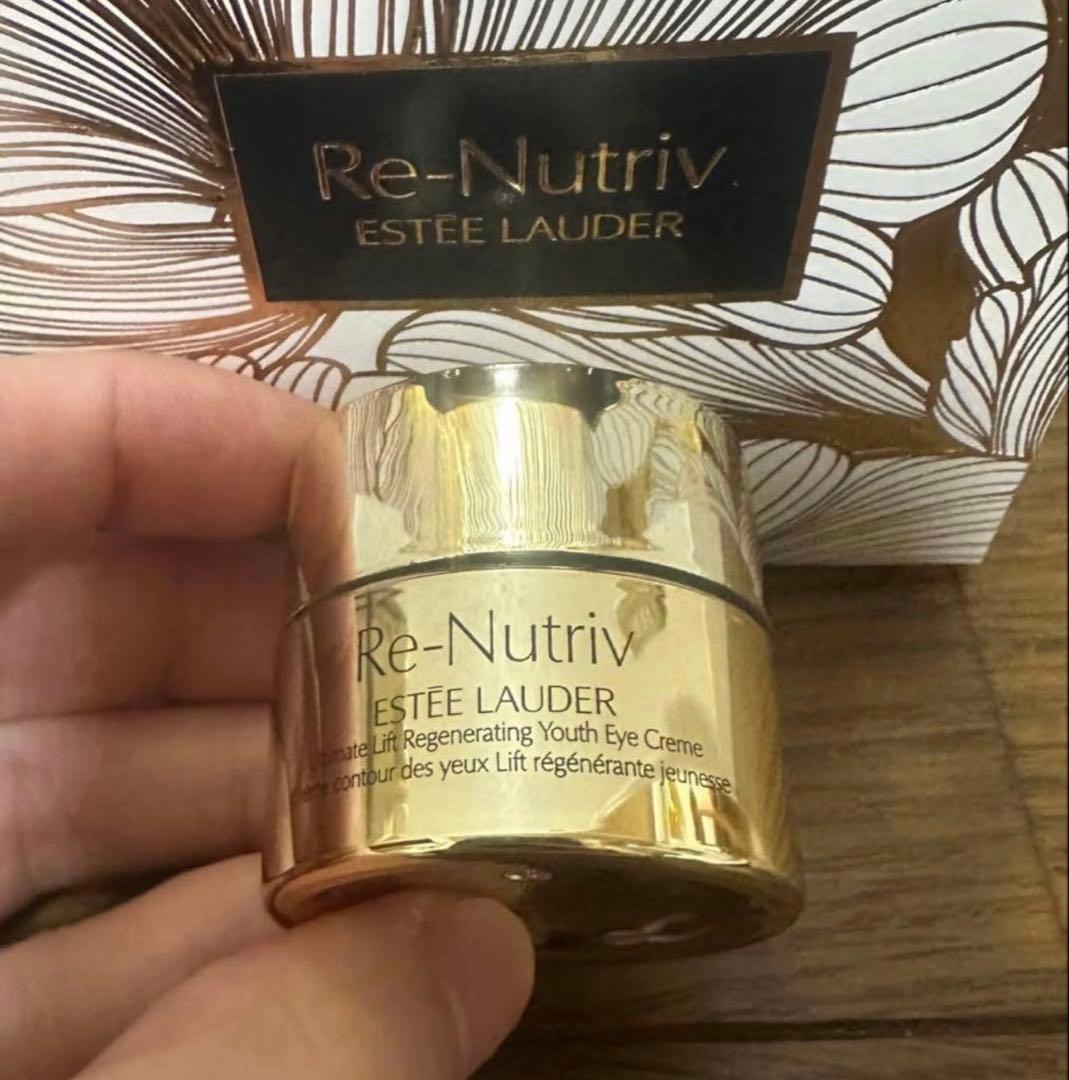 Re-Nutriv
ESTĒE LAUDER
Re-Nutriv
ESTĒE LAUDER
Lift Regenerating Youth Eye Creme
contour des yeux Lift régénérante jeunesse